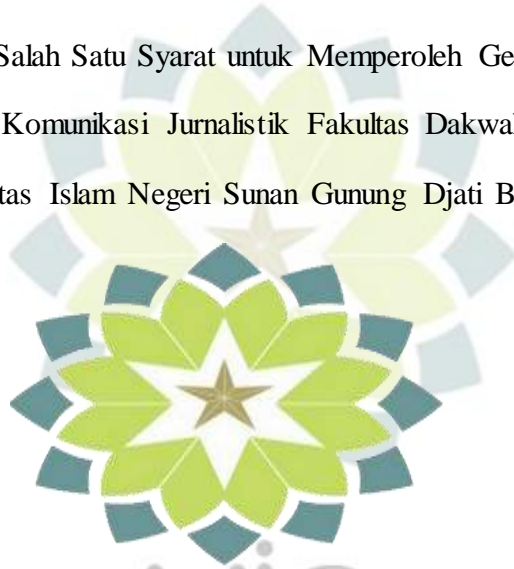 Salah Satu Syarat untuk Memperoleh Ge
Komunikasi Jurnalistik Fakultas Dakwa
tas Islam Negeri Sunan Gunung Djati B